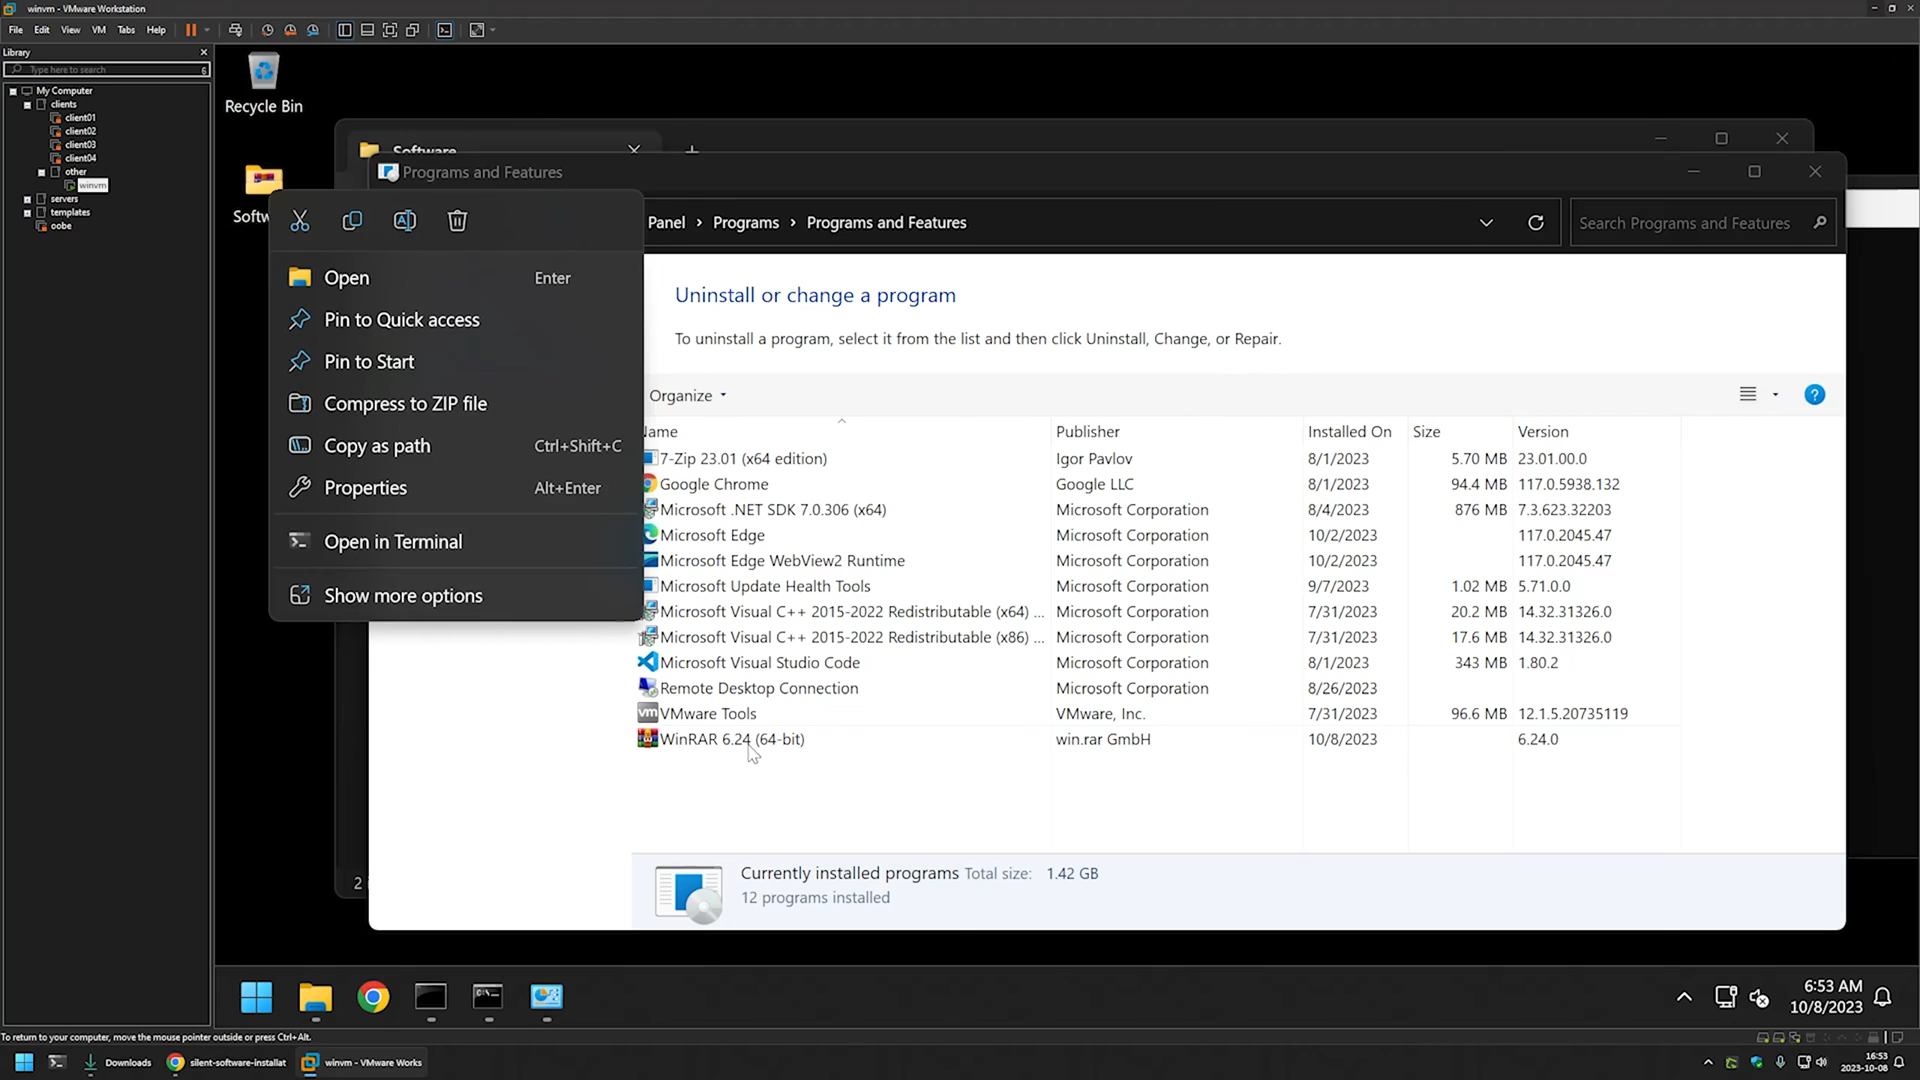 winvm - VMware Workstation
File Edit View VM Tabs Help
Library
Type here to search
My Computer
clients
client01
client02
client03
client04
other
winvm
servers
templates
oobe
Recycle Bin
Softw
Software
Programs and Features
Panel > Programs > Programs and Features
Search Programs and Features
Open Enter
Pin to Quick access
Pin to Start
Compress to ZIP file
Copy as path Ctrl+Shift+C
Properties Alt+Enter
Open in Terminal
Show more options
Uninstall or change a program
To uninstall a program, select it from the list and then click Uninstall, Change, or Repair.
Organize
Name Publisher Installed On Size Version
7-Zip 23.01 (x64 edition) Igor Pavlov 8/1/2023 5.70 MB 23.01.00.0
Google Chrome Google LLC 8/1/2023 94.4 MB 117.0.5938.132
Microsoft .NET SDK 7.0.306 (x64) Microsoft Corporation 8/4/2023 876 MB 7.3.623.32203
Microsoft Edge Microsoft Corporation 10/2/2023 117.0.2045.47
Microsoft Edge WebView2 Runtime Microsoft Corporation 10/2/2023 117.0.2045.47
Microsoft Update Health Tools Microsoft Corporation 9/7/2023 1.02 MB 5.71.0.0
Microsoft Visual C++ 2015-2022 Redistributable (x64) ... Microsoft Corporation 7/31/2023 20.2 MB 14.32.31326.0
Microsoft Visual C++ 2015-2022 Redistributable (x86) ... Microsoft Corporation 7/31/2023 17.6 MB 14.32.31326.0
Microsoft Visual Studio Code Microsoft Corporation 8/1/2023 343 MB 1.80.2
Remote Desktop Connection Microsoft Corporation 8/26/2023
vm VMware Tools VMware, Inc. 7/31/2023 96.6 MB 12.1.5.20735119
WinRAR 6.24 (64-bit) win.rar GmbH 10/8/2023 6.24.0
2
Currently installed programs Total size: 1.42 GB
12 programs installed
6:53 AM
10/8/2023
To return to your computer, move the mouse pointer outside or press Ctrl+Alt.
Downloads silent-software-installat winvm - VMware Works
16:53
2023-10-08